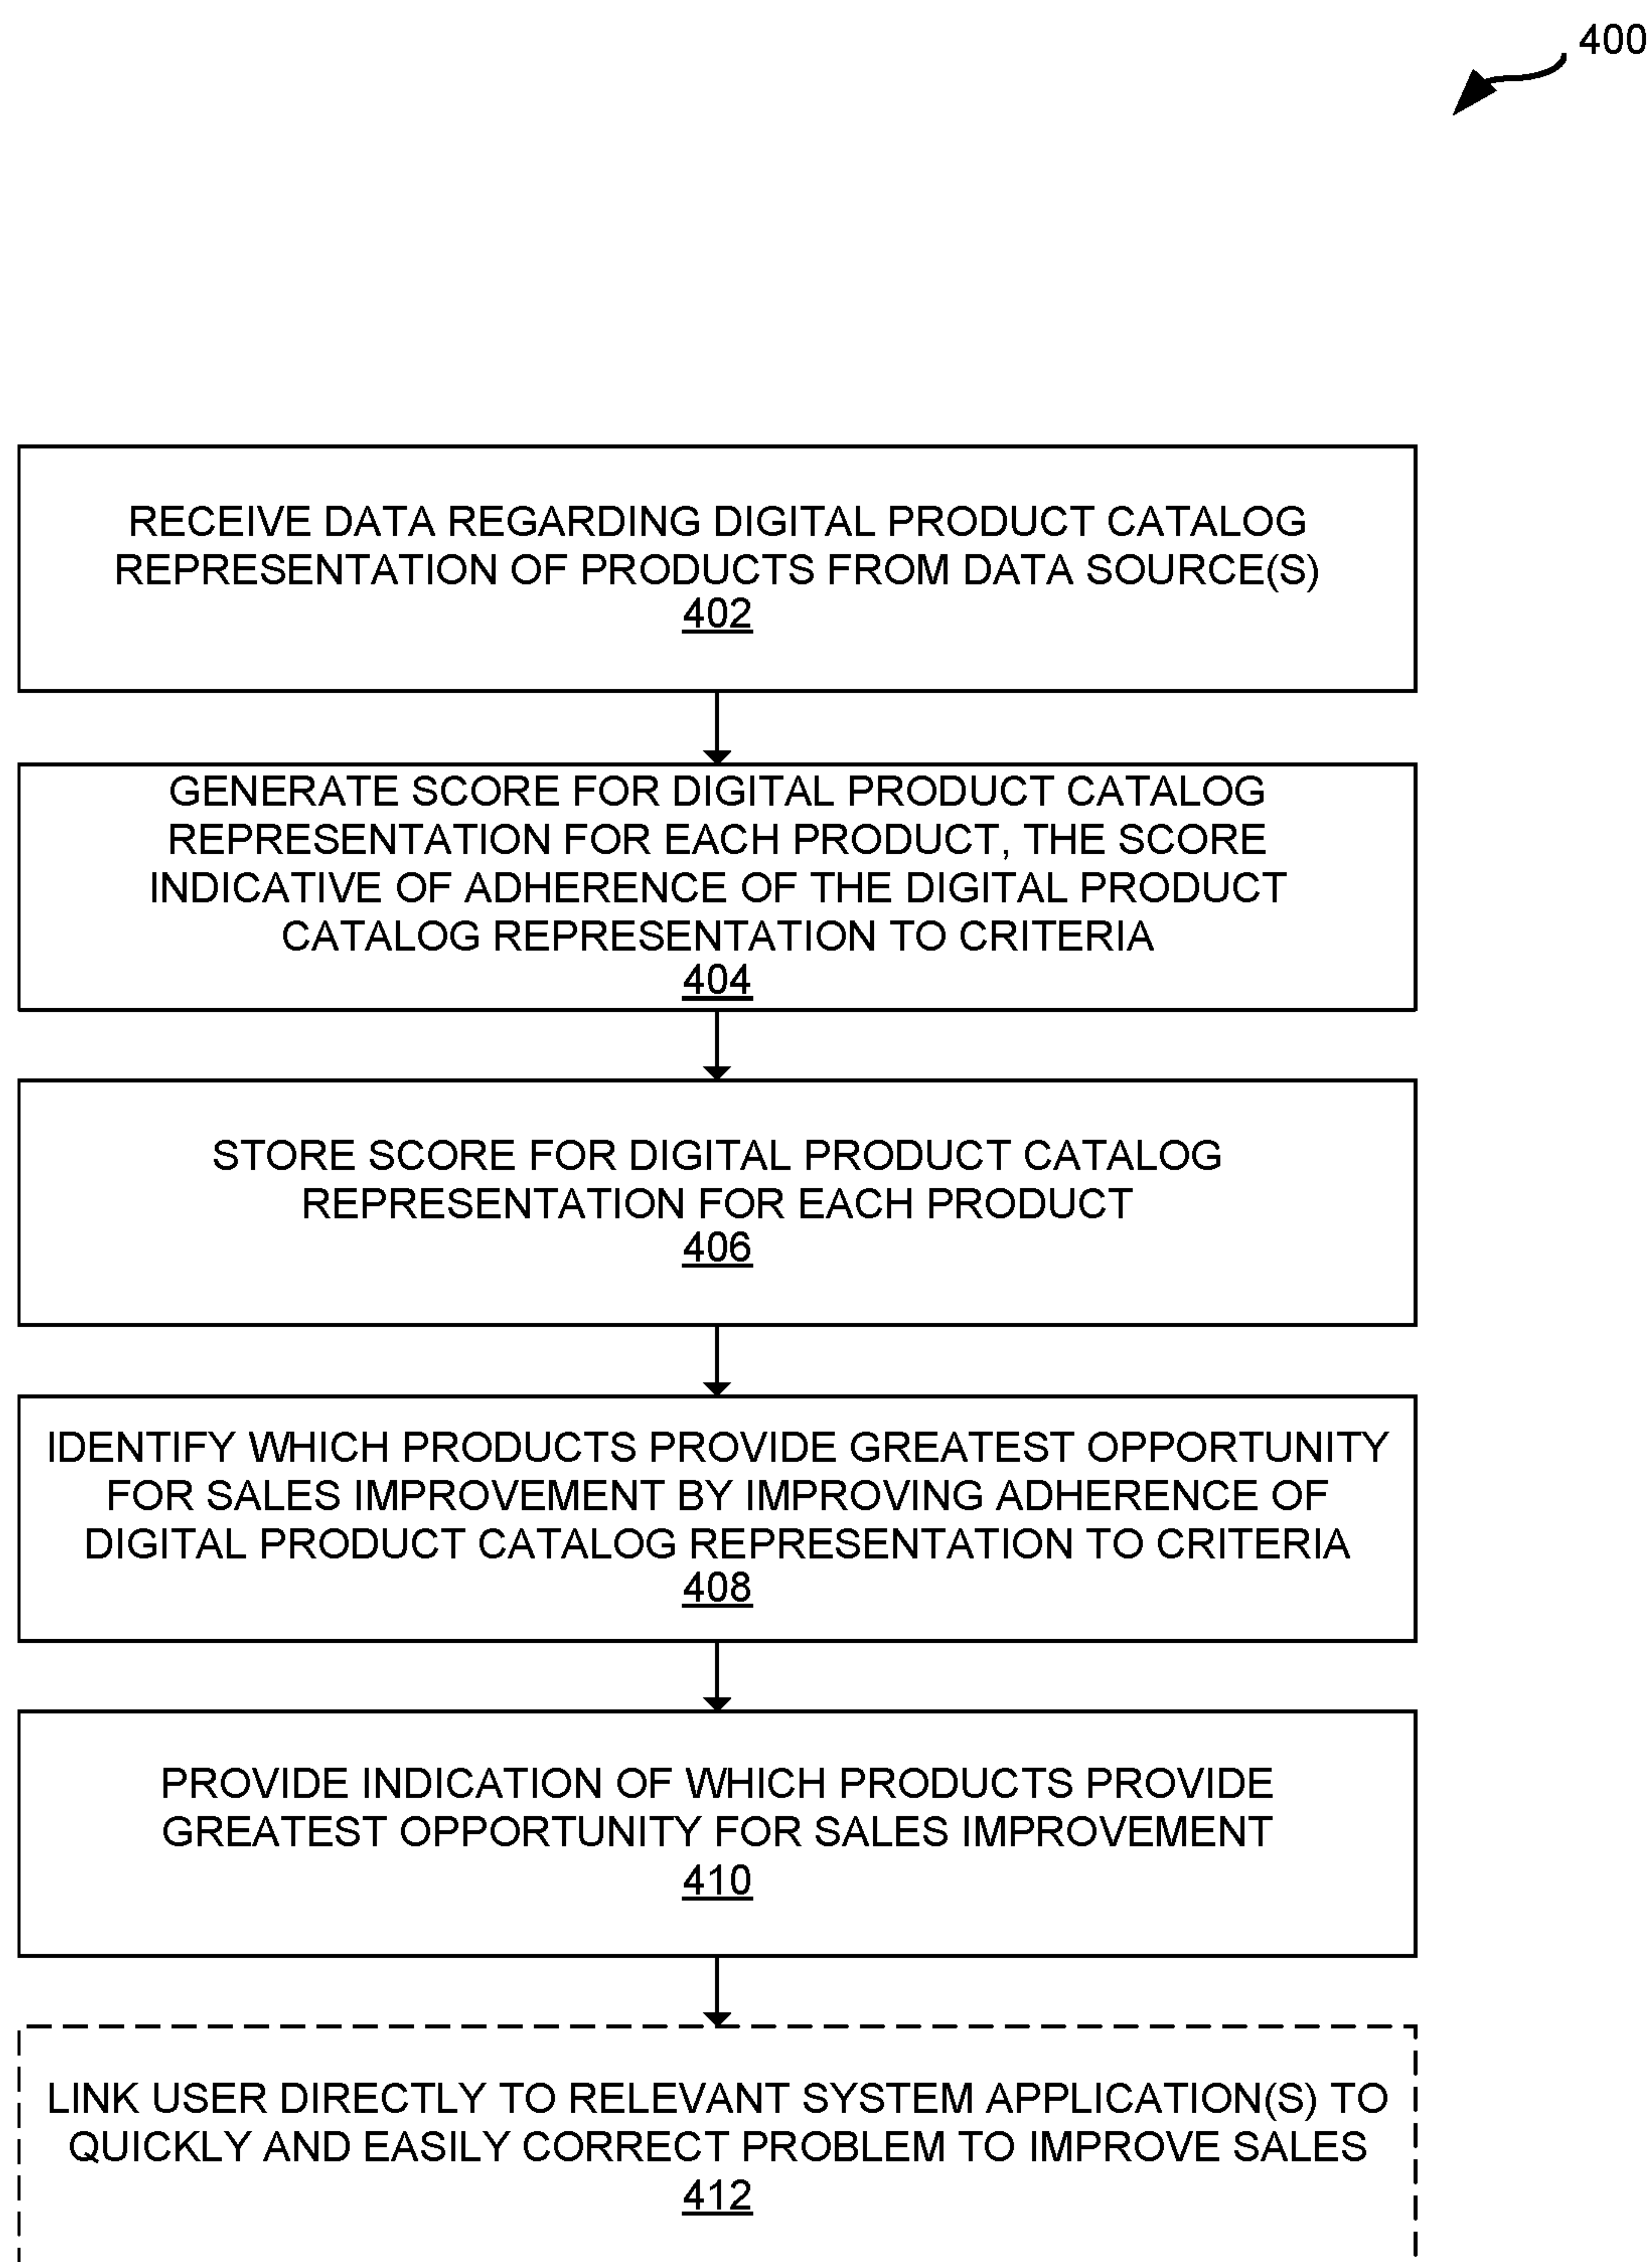 400
RECEIVE DATA REGARDING DIGITAL PRODUCT CATALOG
REPRESENTATION OF PRODUCTS FROM DATA SOURCE(S)
402
GENERATE SCORE FOR DIGITAL PRODUCT CATALOG
REPRESENTATION FOR EACH PRODUCT, THE SCORE
INDICATIVE OF ADHERENCE OF THE DIGITAL PRODUCT
CATALOG REPRESENTATION TO CRITERIA
404
STORE SCORE FOR DIGITAL PRODUCT CATALOG
REPRESENTATION FOR EACH PRODUCT
406
IDENTIFY WHICH PRODUCTS PROVIDE GREATEST OPPORTUNITY
FOR SALES IMPROVEMENT BY IMPROVING ADHERENCE OF
DIGITAL PRODUCT CATALOG REPRESENTATION TO CRITERIA
408
PROVIDE INDICATION OF WHICH PRODUCTS PROVIDE
GREATEST OPPORTUNITY FOR SALES IMPROVEMENT
410
LINK USER DIRECTLY TO RELEVANT SYSTEM APPLICATION(S) TO
QUICKLY AND EASILY CORRECT PROBLEM TO IMPROVE SALES
412